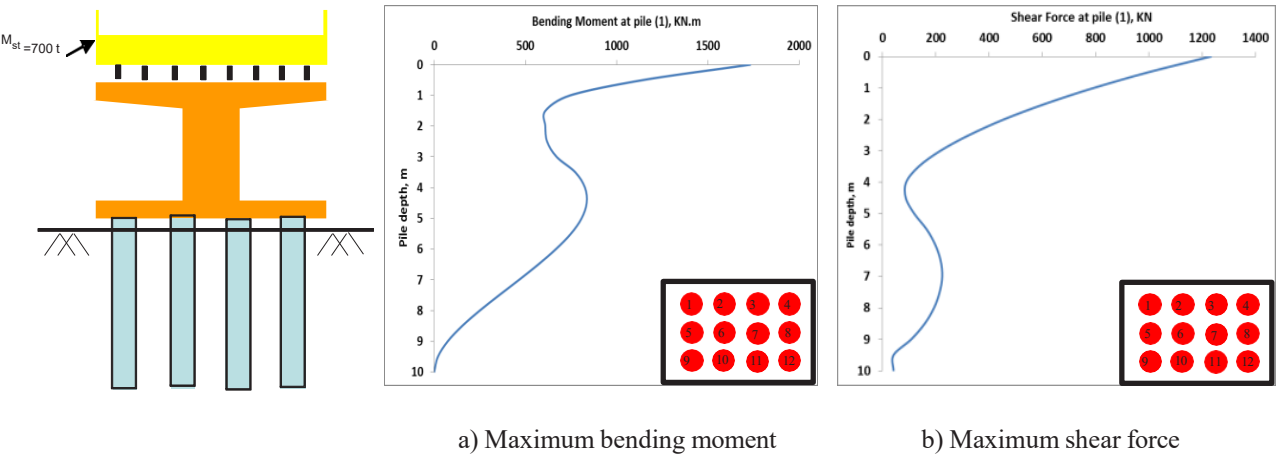 M_st =700 t
Bending Moment at pile (1), KN.m
0 500 1000 1500 2000
Pile depth, m
0
1
2
3
4
5
6
7
8
9
10
1 2 3 4
5 6 7 8
9 10 11 12
Shear Force at pile (1), KN
0 200 400 600 800 1000 1200 1400
Pile depth, m
0
1
2
3
4
5
6
7
8
9
10
1 2 3 4
5 6 7 8
9 10 11 12
a) Maximum bending moment
b) Maximum shear force